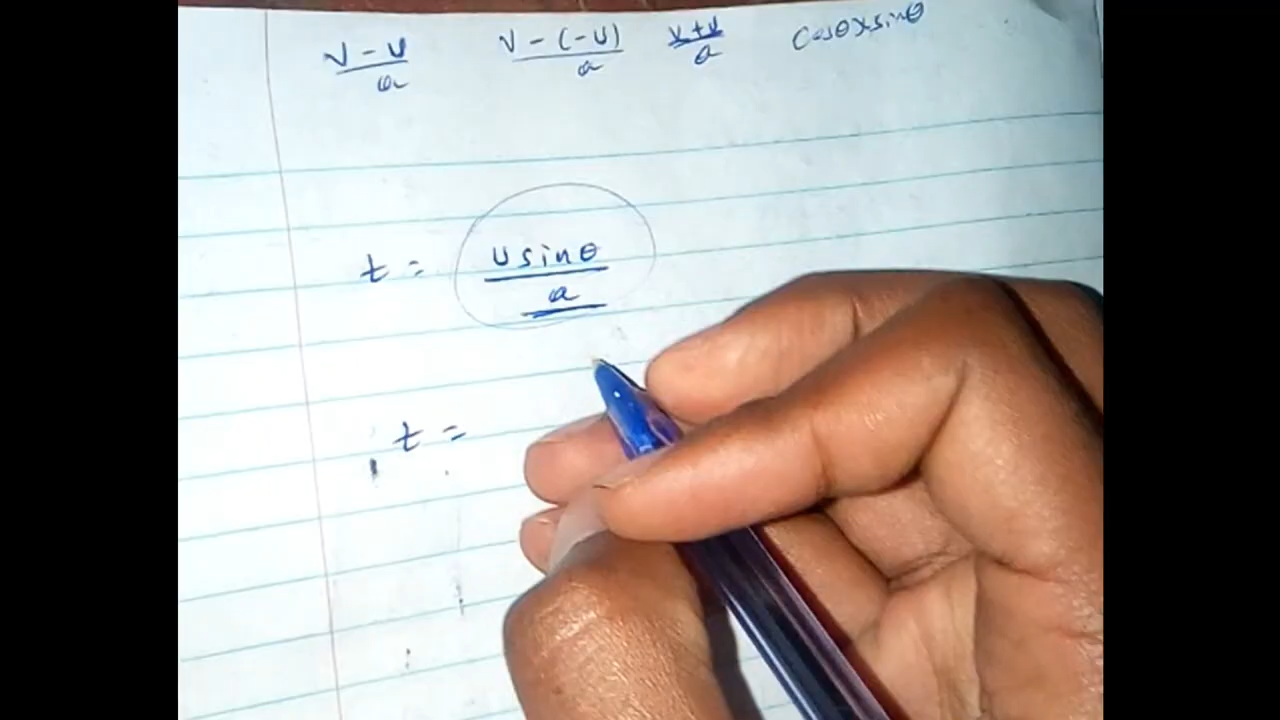 v - u / a    v - (-u) / a    v + u / a    cosθ x sinθ
t = usinθ / a
t =